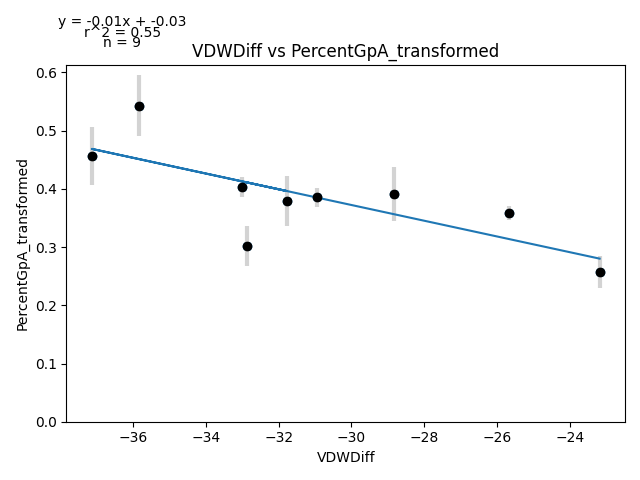 y = -0.01x + -0.03
r^2 = 0.55
n = 9
VDWDiff vs PercentGpA_transformed
PercentGpA_transformed
0.6
0.5
0.4
0.3
0.2
0.1
0.0
−36 −34 −32 −30 −28 −26 −24
VDWDiff